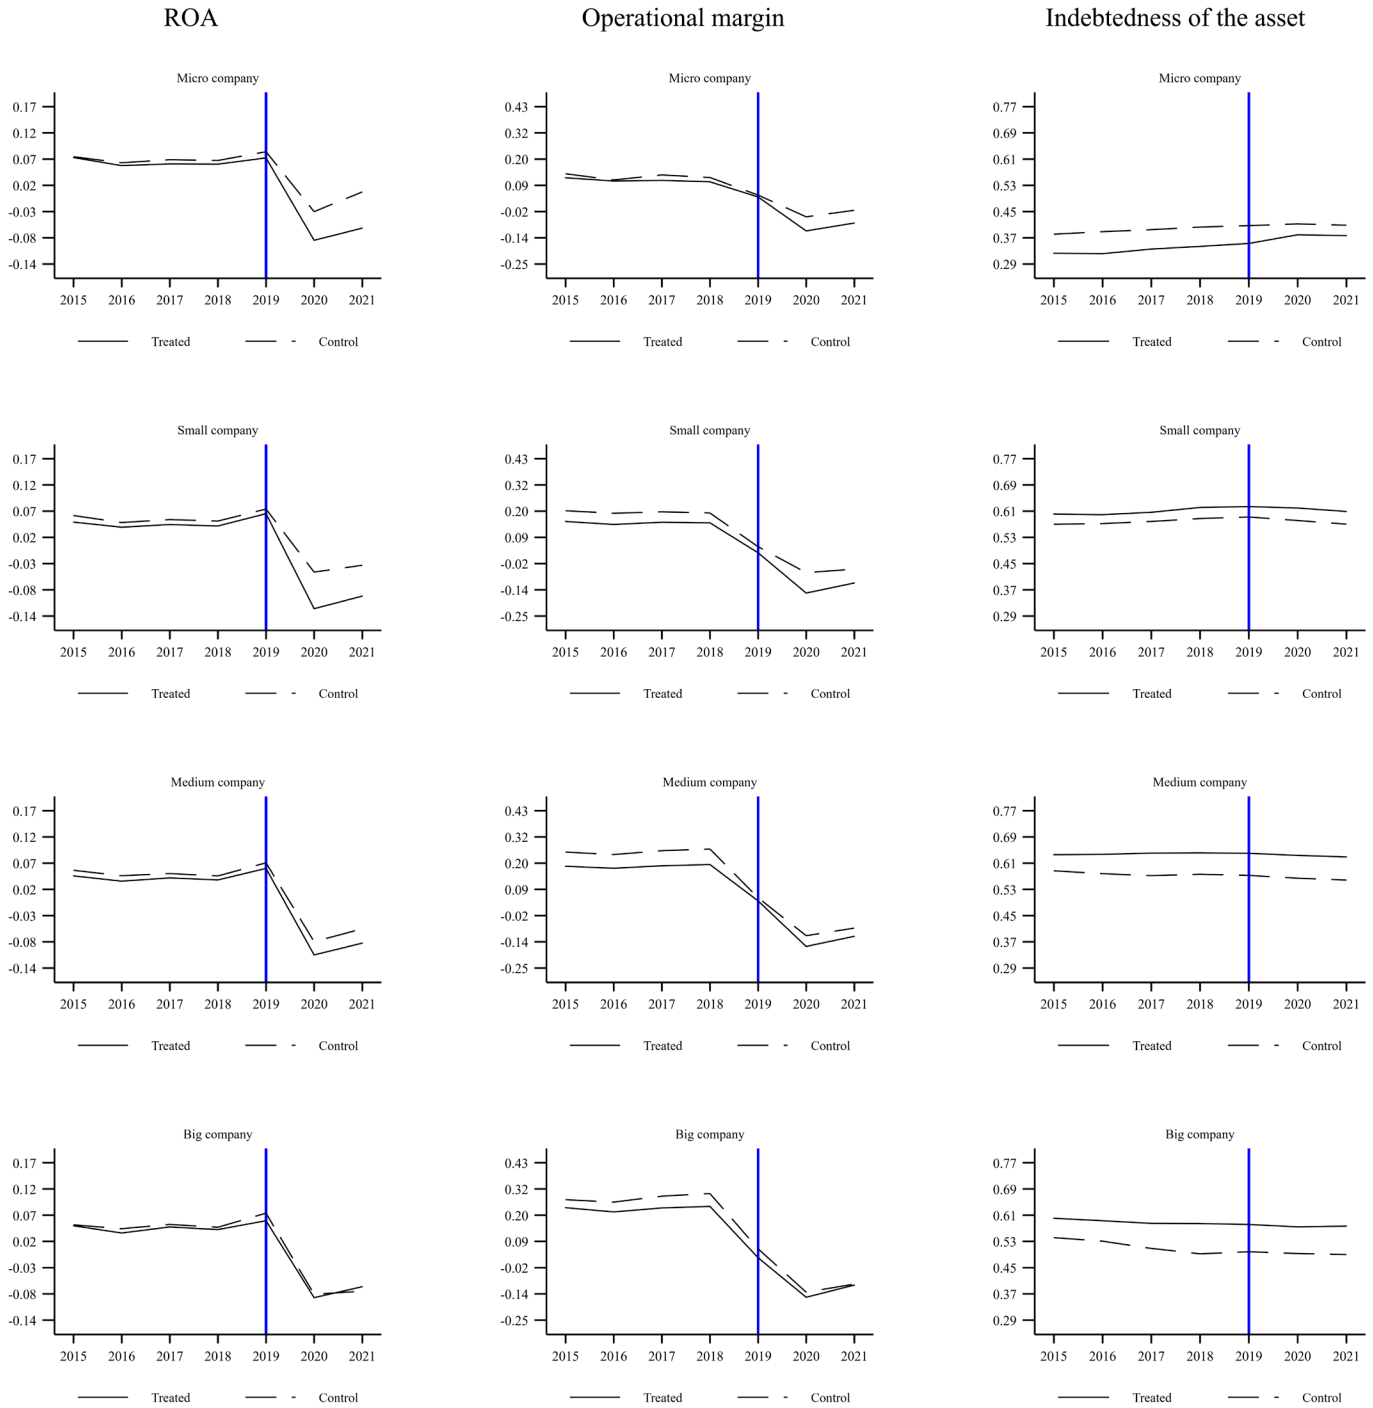 ROA Operational margin Indebtedness of the asset
Micro company Micro company Micro company
0.17 0.43 0.77
0.12 0.32 0.69
0.07 0.20 0.61
0.02 0.09 0.53
-0.03 -0.02 0.45
-0.08 -0.14 0.37
-0.14 -0.25 0.29
2015 2016 2017 2018 2019 2020 2021 2015 2016 2017 2018 2019 2020 2021 2015 2016 2017 2018 2019 2020 2021
Treated Control Treated Control Treated Control
Small company Small company Small company
0.17 0.43 0.77
0.12 0.32 0.69
0.07 0.20 0.61
0.02 0.09 0.53
-0.03 -0.02 0.45
-0.08 -0.14 0.37
-0.14 -0.25 0.29
2015 2016 2017 2018 2019 2020 2021 2015 2016 2017 2018 2019 2020 2021 2015 2016 2017 2018 2019 2020 2021
Treated Control Treated Control Treated Control
Medium company Medium company Medium company
0.17 0.43 0.77
0.12 0.32 0.69
0.07 0.20 0.61
0.02 0.09 0.53
-0.03 -0.02 0.45
-0.08 -0.14 0.37
-0.14 -0.25 0.29
2015 2016 2017 2018 2019 2020 2021 2015 2016 2017 2018 2019 2020 2021 2015 2016 2017 2018 2019 2020 2021
Treated Control Treated Control Treated Control
Big company Big company Big company
0.17 0.43 0.77
0.12 0.32 0.69
0.07 0.20 0.61
0.02 0.09 0.53
-0.03 -0.02 0.45
-0.08 -0.14 0.37
-0.14 -0.25 0.29
2015 2016 2017 2018 2019 2020 2021 2015 2016 2017 2018 2019 2020 2021 2015 2016 2017 2018 2019 2020 2021
Treated Control Treated Control Treated Control